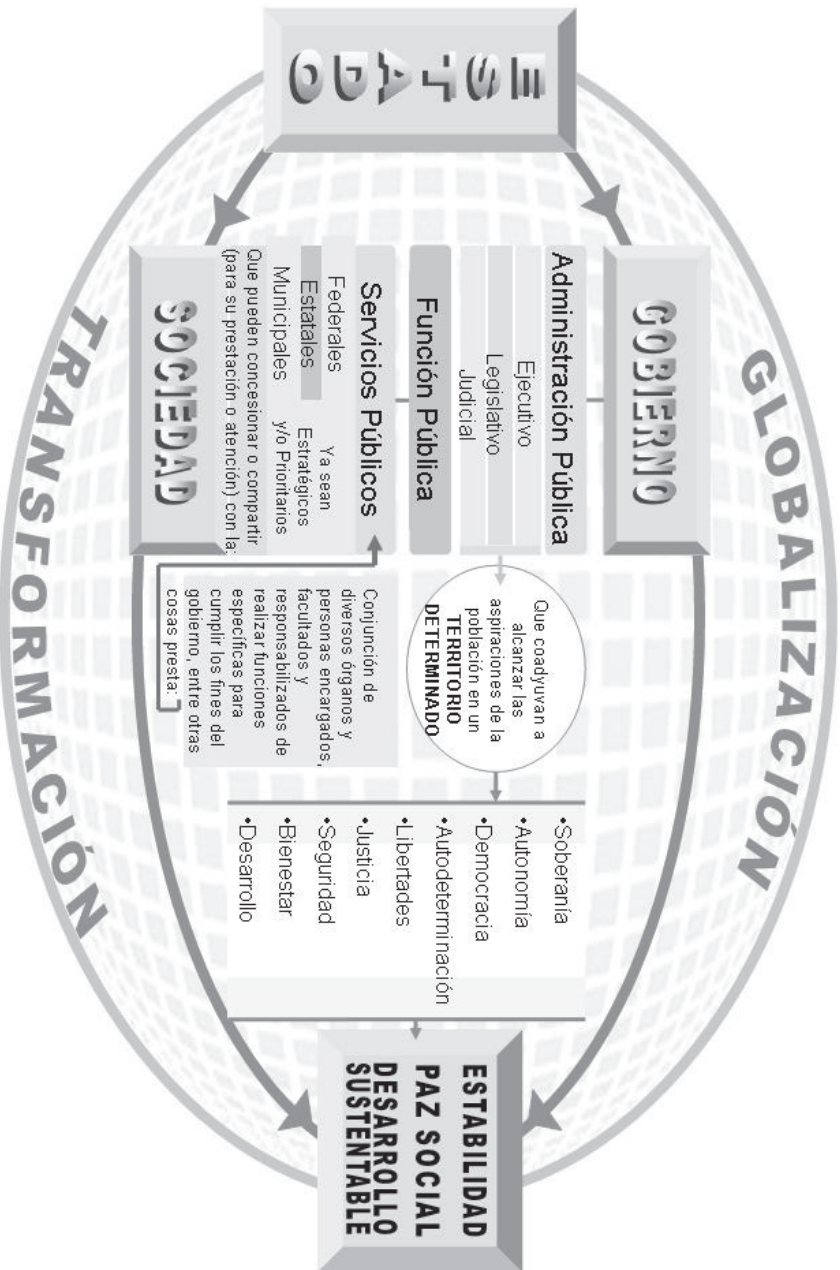 ESTADO
GLOBALIZACIÓN
GOBIERNO
Administración Pública
Ejecutivo
Legislativo
Judicial
Función Pública
Servicios Públicos
Federales
Estatales
Municipales
Ya sean
Estratégicos
y/o Prioritarios
Que pueden concesionar o compartir
(para su prestación o atención) con la:
SOCIEDAD
Que coadyuvan a
alcanzar las
aspiraciones de la
población en un
TERRITORIO
DETERMINADO
Conjunción de
diversos órganos y
personas encargados,
facultados y
responsabilizados de
realizar funciones
específicas para
cumplir los fines del
gobierno, entre otras
cosas presta:
•Soberanía
•Autonomía
•Democracia
•Autodeterminación
•Libertades
•Justicia
•Seguridad
•Bienestar
•Desarrollo
ESTABILIDAD
PAZ SOCIAL
DESARROLLO
SUSTENTABLE
TRANSFORMACIÓN